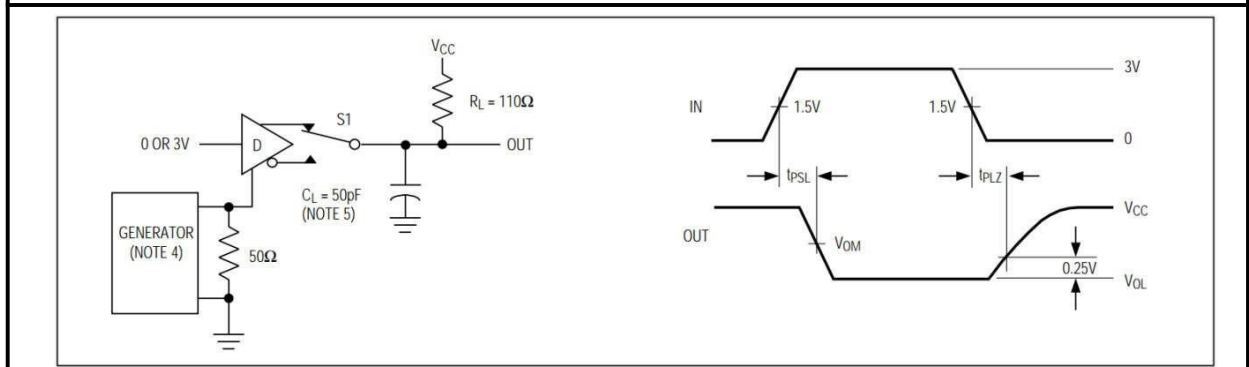 VCC
RL = 110Ω
S1
0 OR 3V
D
OUT
CL = 50pF
(NOTE 5)
GENERATOR
(NOTE 4)
50Ω
3V
IN
1.5V
1.5V
0
tPSL
tPLZ
VCC
OUT
VOM
0.25V
VOL